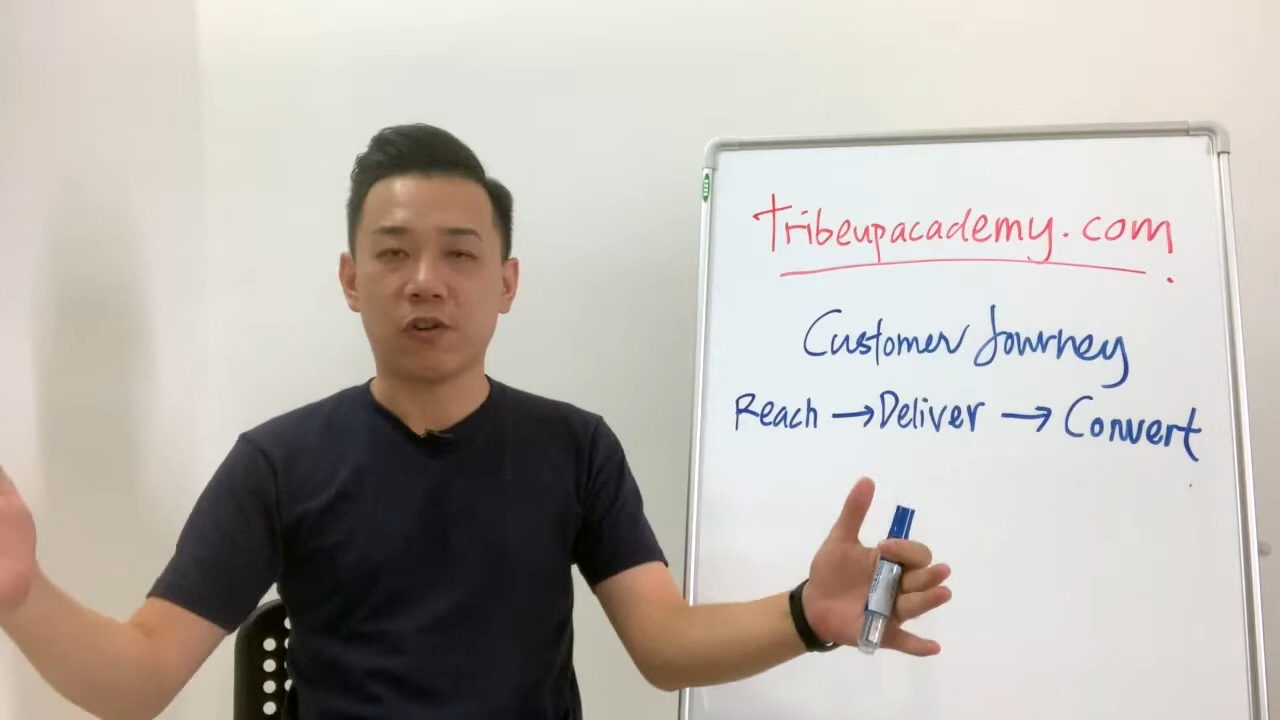 Tribeupacademy.com
Customer Journey
Reach → Deliver → Convert